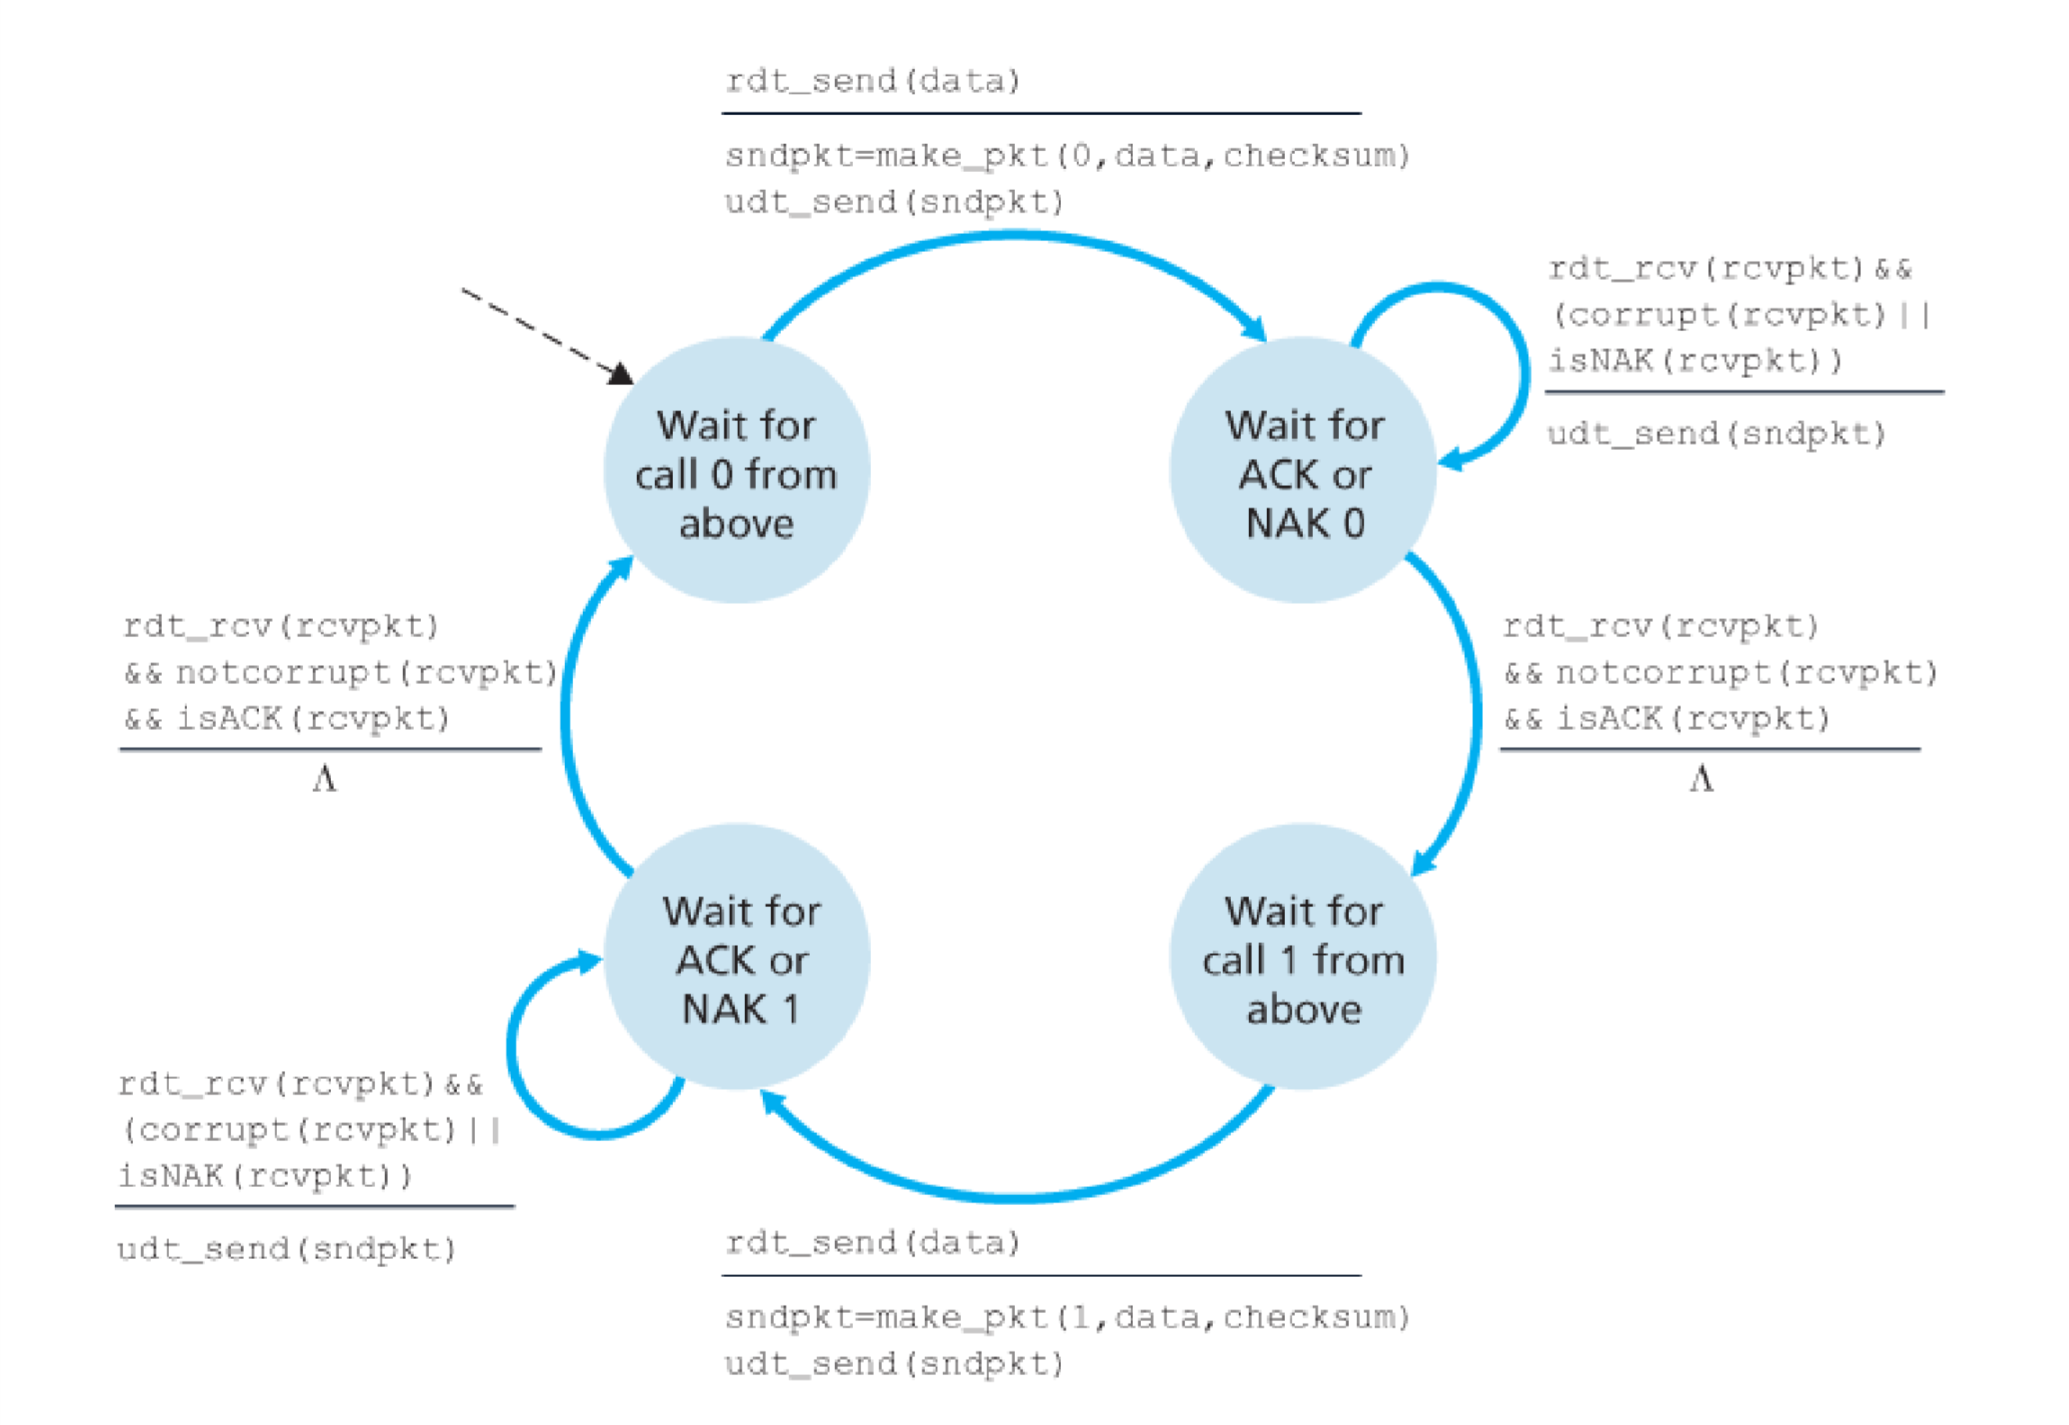 rdt_send(data)
sndpkt=make_pkt(0,data,checksum)
udt_send(sndpkt)
rdt_rcv(rcvpkt)&&
(corrupt(rcvpkt)||
isNAK(rcvpkt))
udt_send(sndpkt)
Wait for
call 0 from
above
Wait for
ACK or
NAK 0
rdt_rcv(rcvpkt)
&& notcorrupt(rcvpkt)
&& isACK(rcvpkt)
Λ
rdt_rcv(rcvpkt)
&& notcorrupt(rcvpkt)
&& isACK(rcvpkt)
Λ
Wait for
ACK or
NAK 1
Wait for
call 1 from
above
rdt_rcv(rcvpkt)&&
(corrupt(rcvpkt)||
isNAK(rcvpkt))
udt_send(sndpkt)
rdt_send(data)
sndpkt=make_pkt(1,data,checksum)
udt_send(sndpkt)